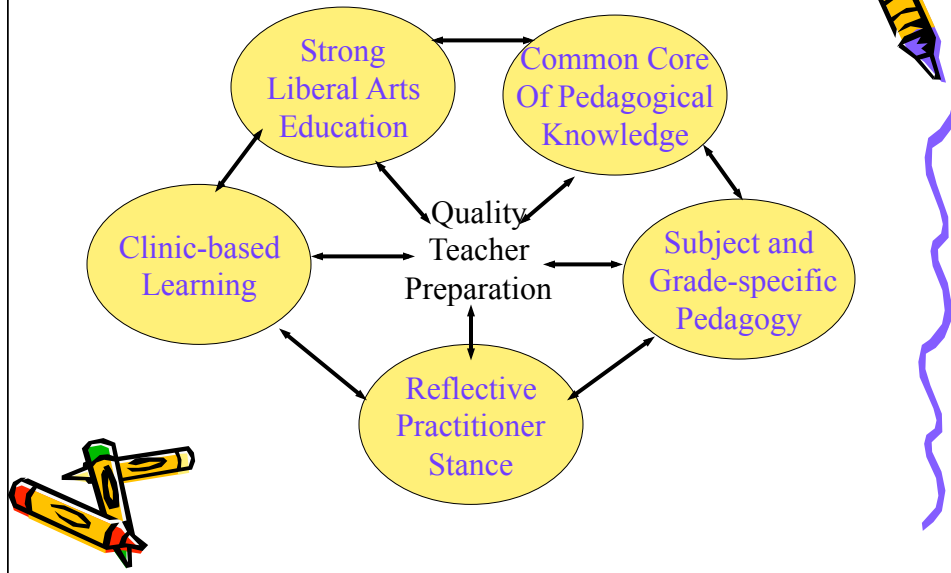 Strong
Liberal Arts
Education
Common Core
Of Pedagogical
Knowledge
Clinic-based
Learning
Quality
Teacher
Preparation
Subject and
Grade-specific
Pedagogy
Reflective
Practitioner
Stance